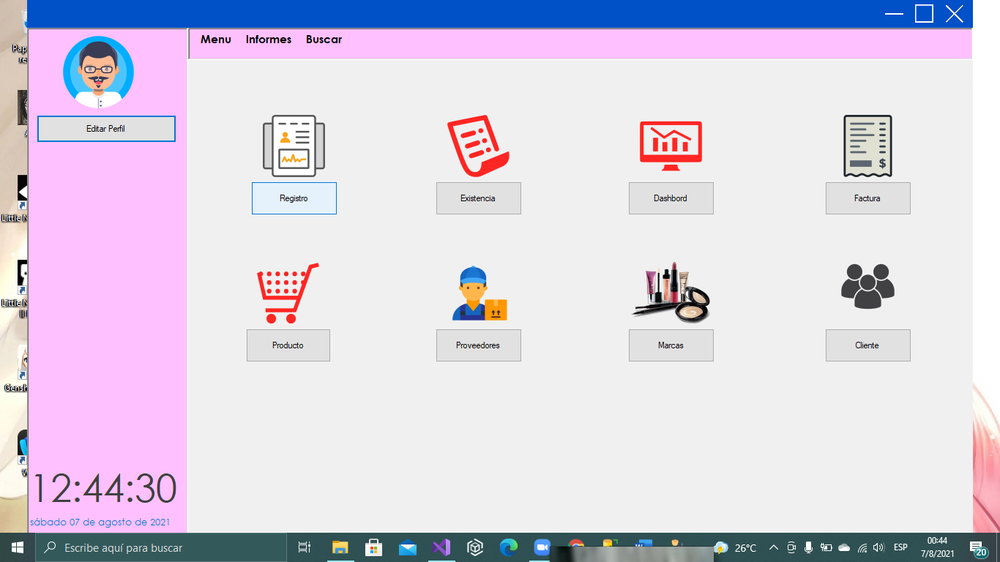 Menu Informes Buscar
Editar Perfil
Registro Existencia Dashbord Factura
$
Producto Proveedores Marcas Cliente
12:44:30
sábado 07 de agosto de 2021
Pap
re
Little N
Little N
II
Gensh
Escribe aquí para buscar
26°C
ESP
00:44
7/8/2021
20